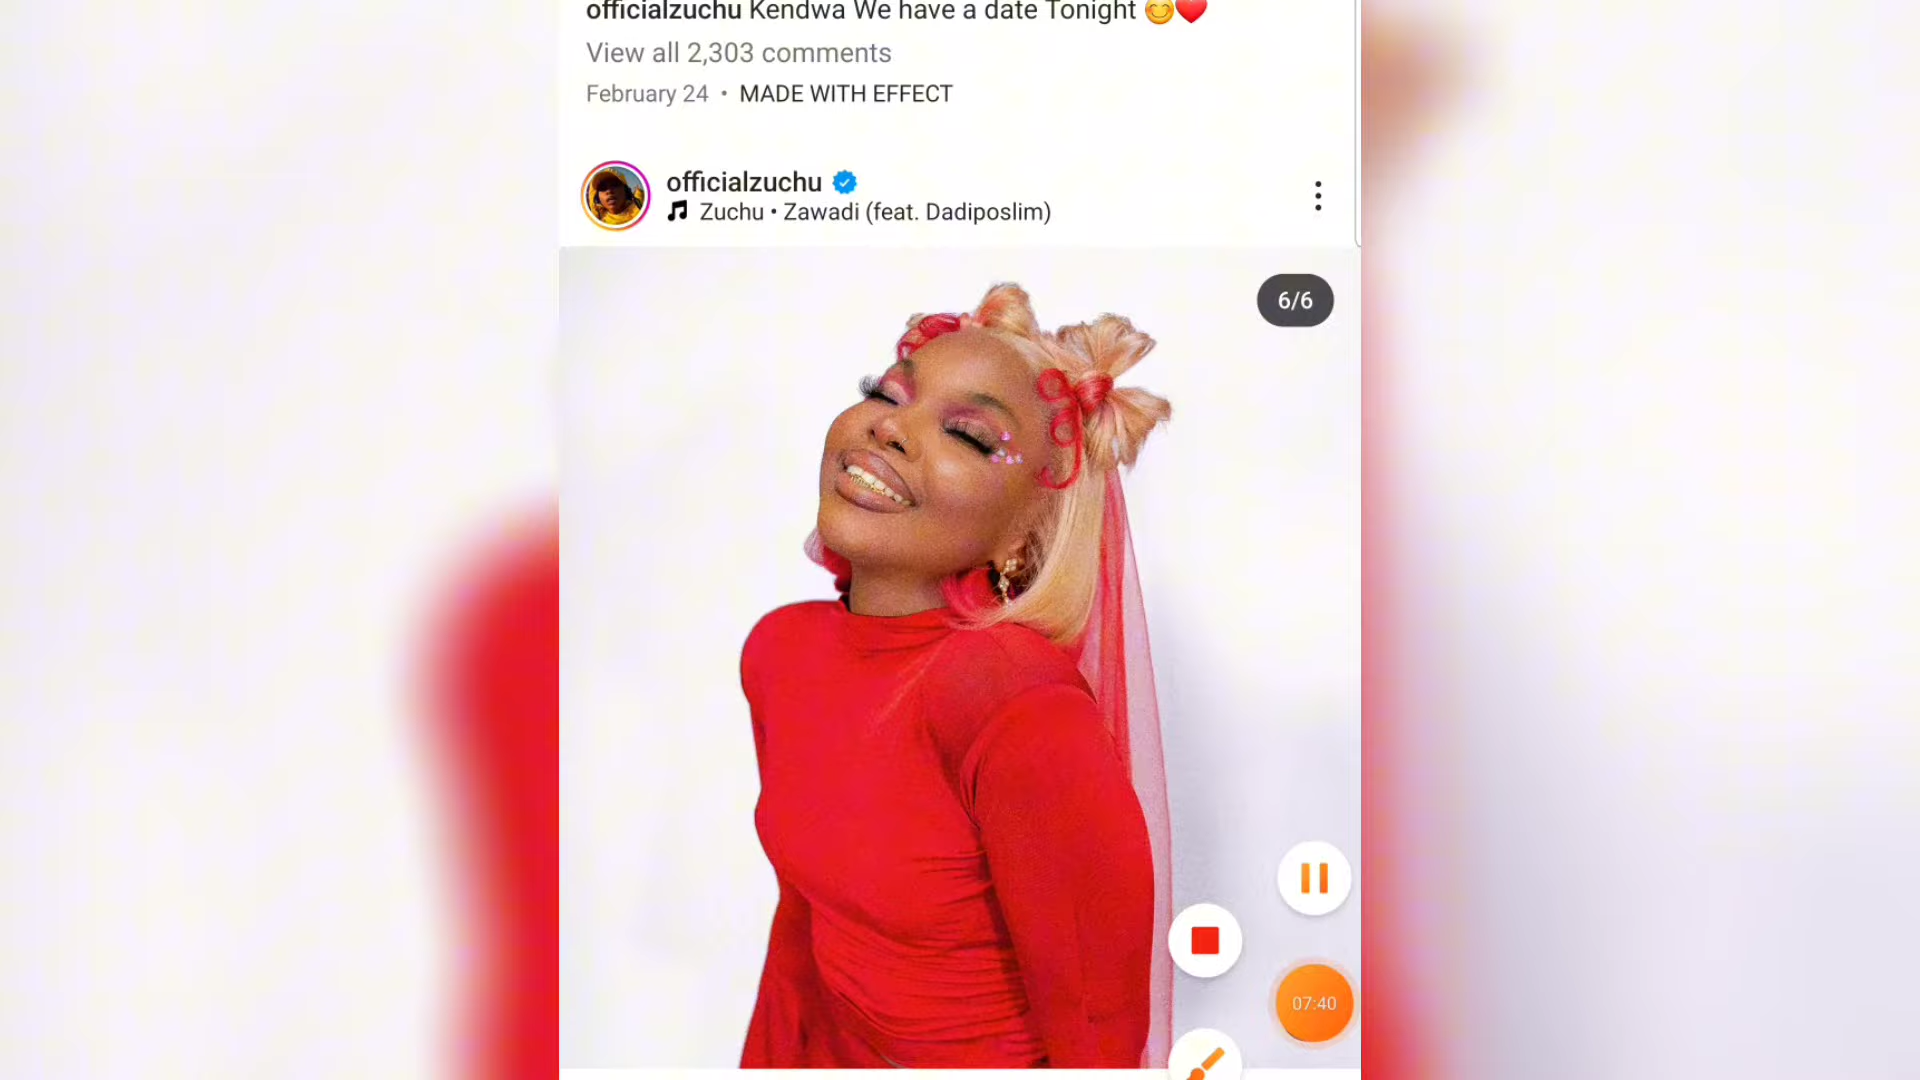 officialzuchu Kendwa We have a date Tonight 😊❤️
View all 2,303 comments
February 24 • MADE WITH EFFECT
officialzuchu
Zuchu • Zawadi (feat. Dadiposlim)
6/6
07:40